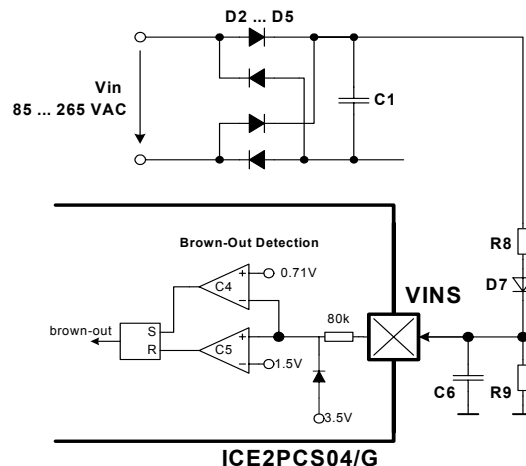 D2 ... D5
Vin
85 ... 265 VAC
C1
Brown-Out Detection
C4
0.71V
brown-out
S
R
C5
1.5V
80k
3.5V
VINS
R8
D7
C6
R9
ICE2PCS04/G